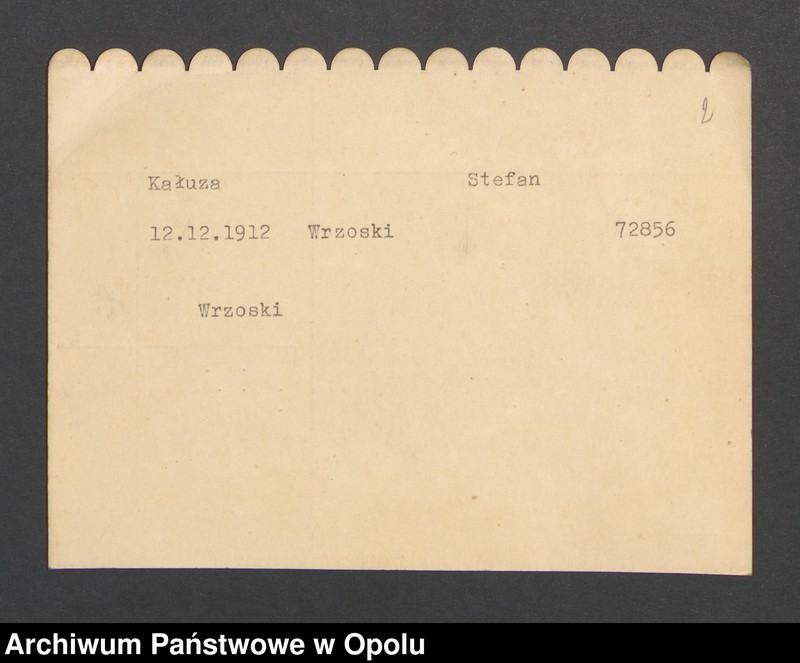 2
Kałuza Stefan
12.12.1912 Wrzoski 72856
Wrzoski
Archiwum Państwowe w Opolu